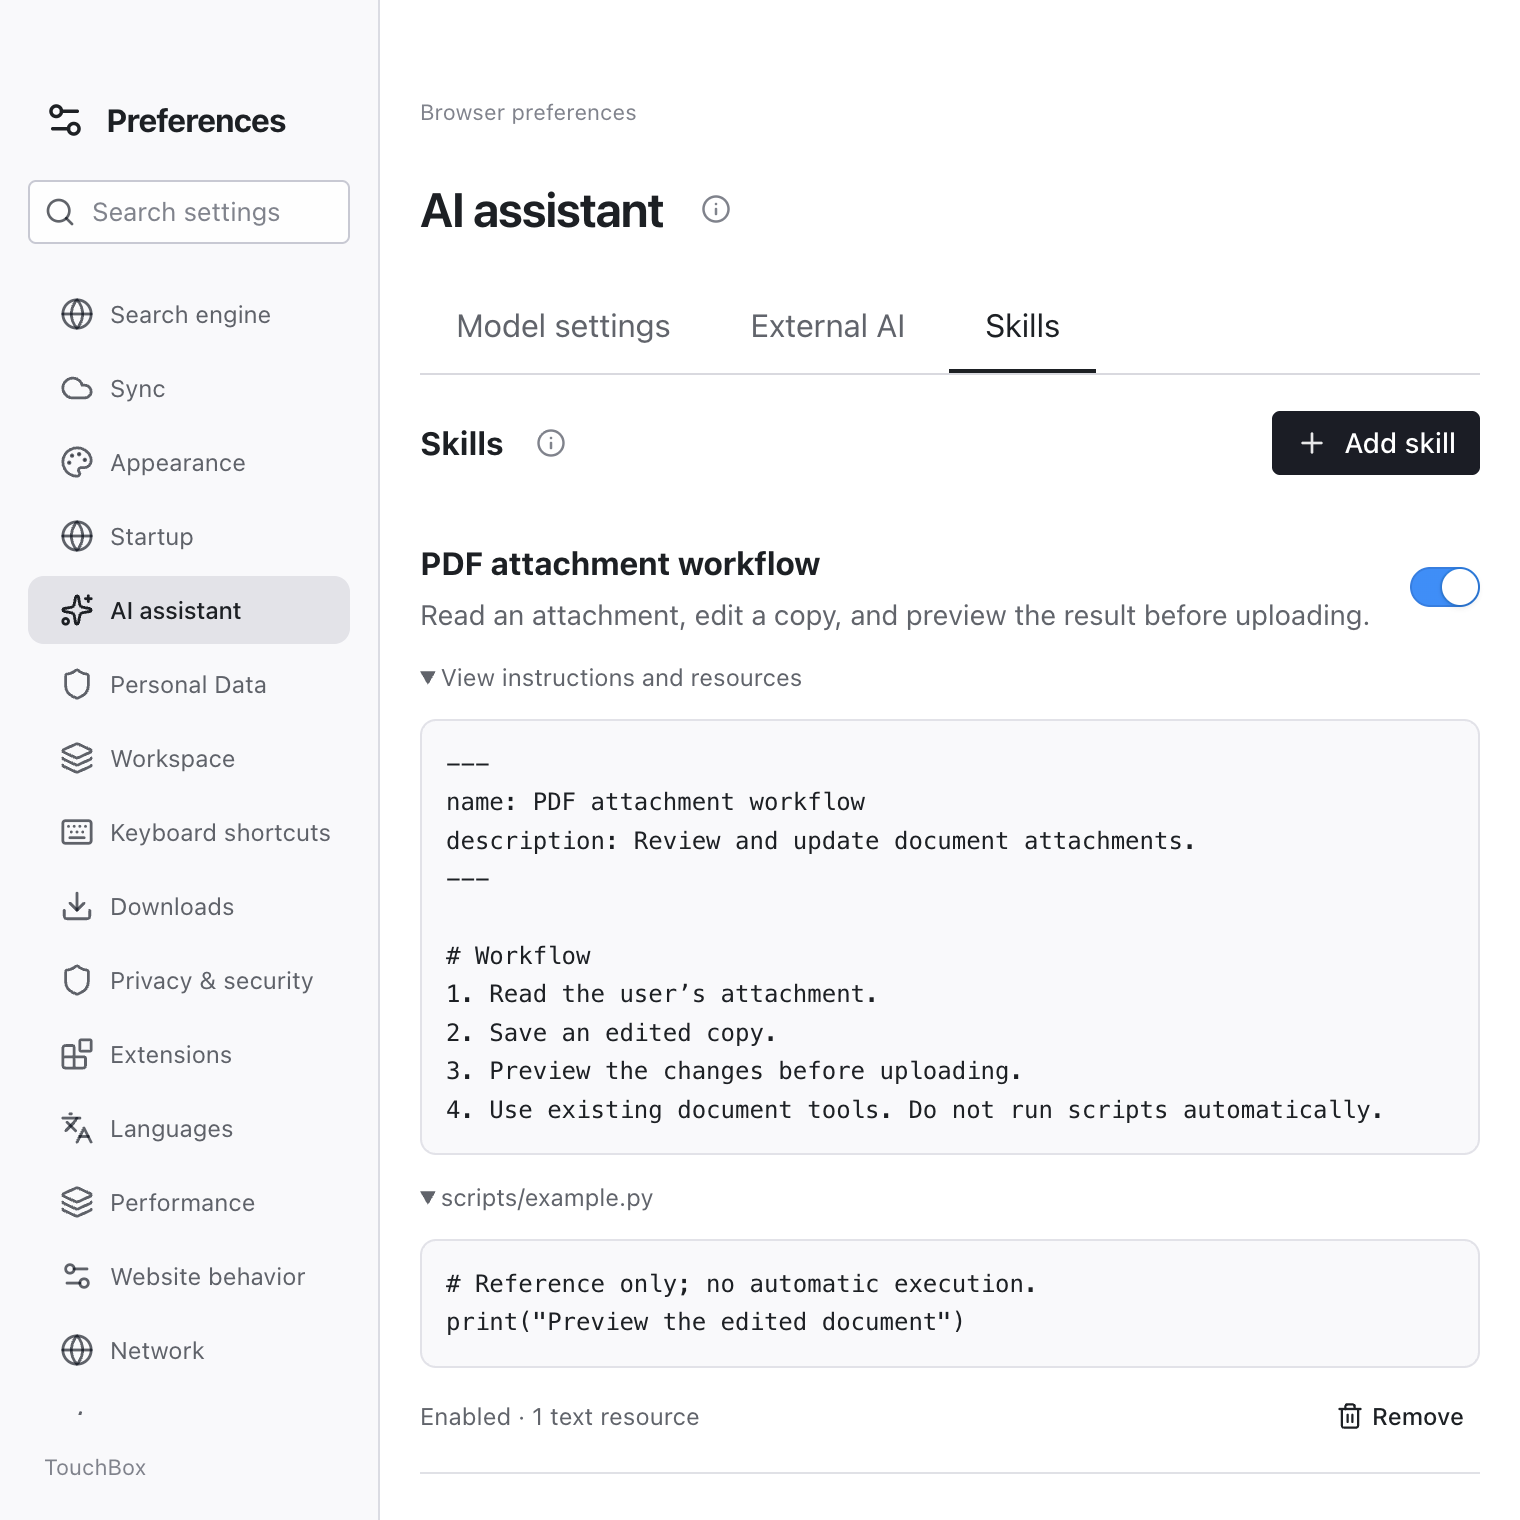 Preferences
Search settings
Search engine
Sync
Appearance
Startup
AI assistant
Personal Data
Workspace
Keyboard shortcuts
Downloads
Privacy & security
Extensions
Languages
Performance
Website behavior
Network
TouchBox
Browser preferences
AI assistant
Model settings External AI Skills
Skills
Add skill
PDF attachment workflow
Read an attachment, edit a copy, and preview the result before uploading.
View instructions and resources
---
name: PDF attachment workflow
description: Review and update document attachments.
---
# Workflow
1. Read the user’s attachment.
2. Save an edited copy.
3. Preview the changes before uploading.
4. Use existing document tools. Do not run scripts automatically.
scripts/example.py
# Reference only; no automatic execution.
print("Preview the edited document")
Enabled · 1 text resource
Remove